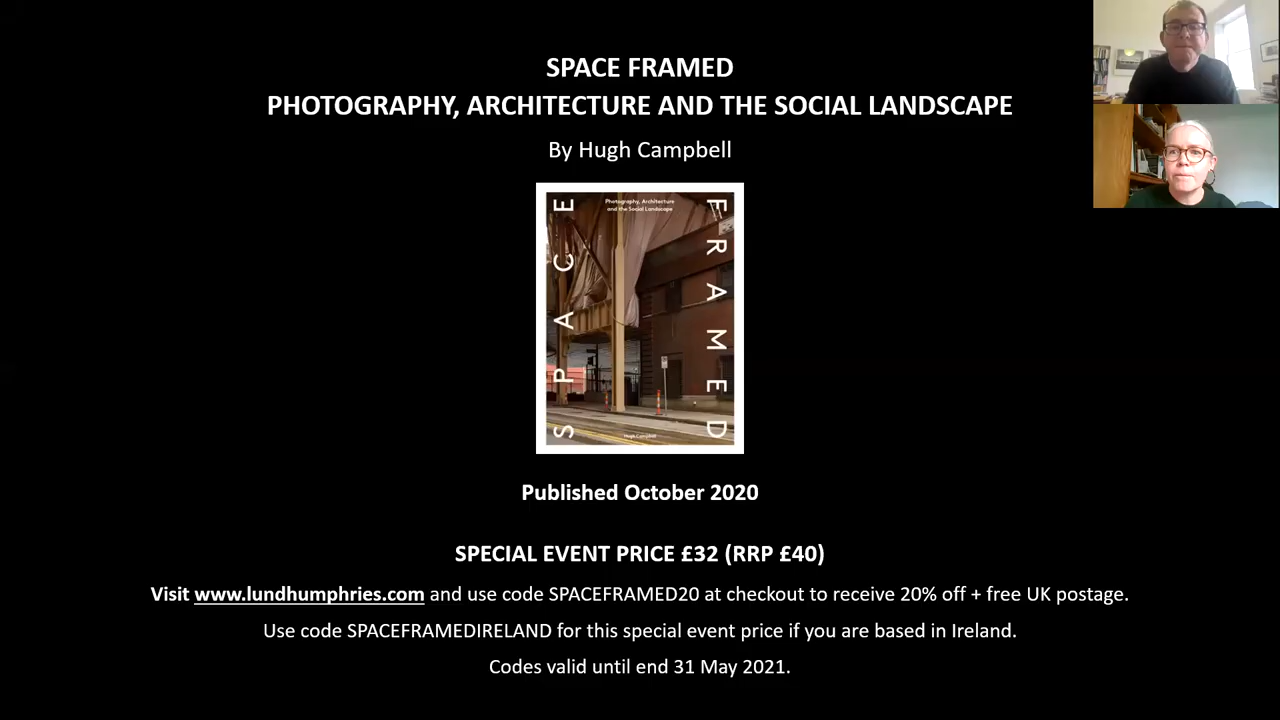 SPACE FRAMED
PHOTOGRAPHY, ARCHITECTURE AND THE SOCIAL LANDSCAPE
By Hugh Campbell
SPACE
Photography, Architecture
and the Social Landscape
FRAMED
Hugh Campbell
Published October 2020
SPECIAL EVENT PRICE £32 (RRP £40)
Visit www.lundhumphries.com and use code SPACEFRAMED20 at checkout to receive 20% off + free UK postage.
Use code SPACEFRAMEDIRELAND for this special event price if you are based in Ireland.
Codes valid until end 31 May 2021.